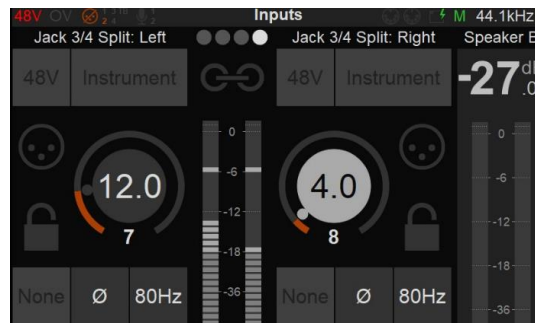 48V OV Inputs M 44.1kHz
Jack 3/4 Split: Left Jack 3/4 Split: Right Speaker E
48V Instrument 48V Instrument -27 .0
0 0
-6 -6
12.0 4.0
-12 -12
7 8
-18 -18
None Ø 80Hz -36 None Ø 80Hz -36